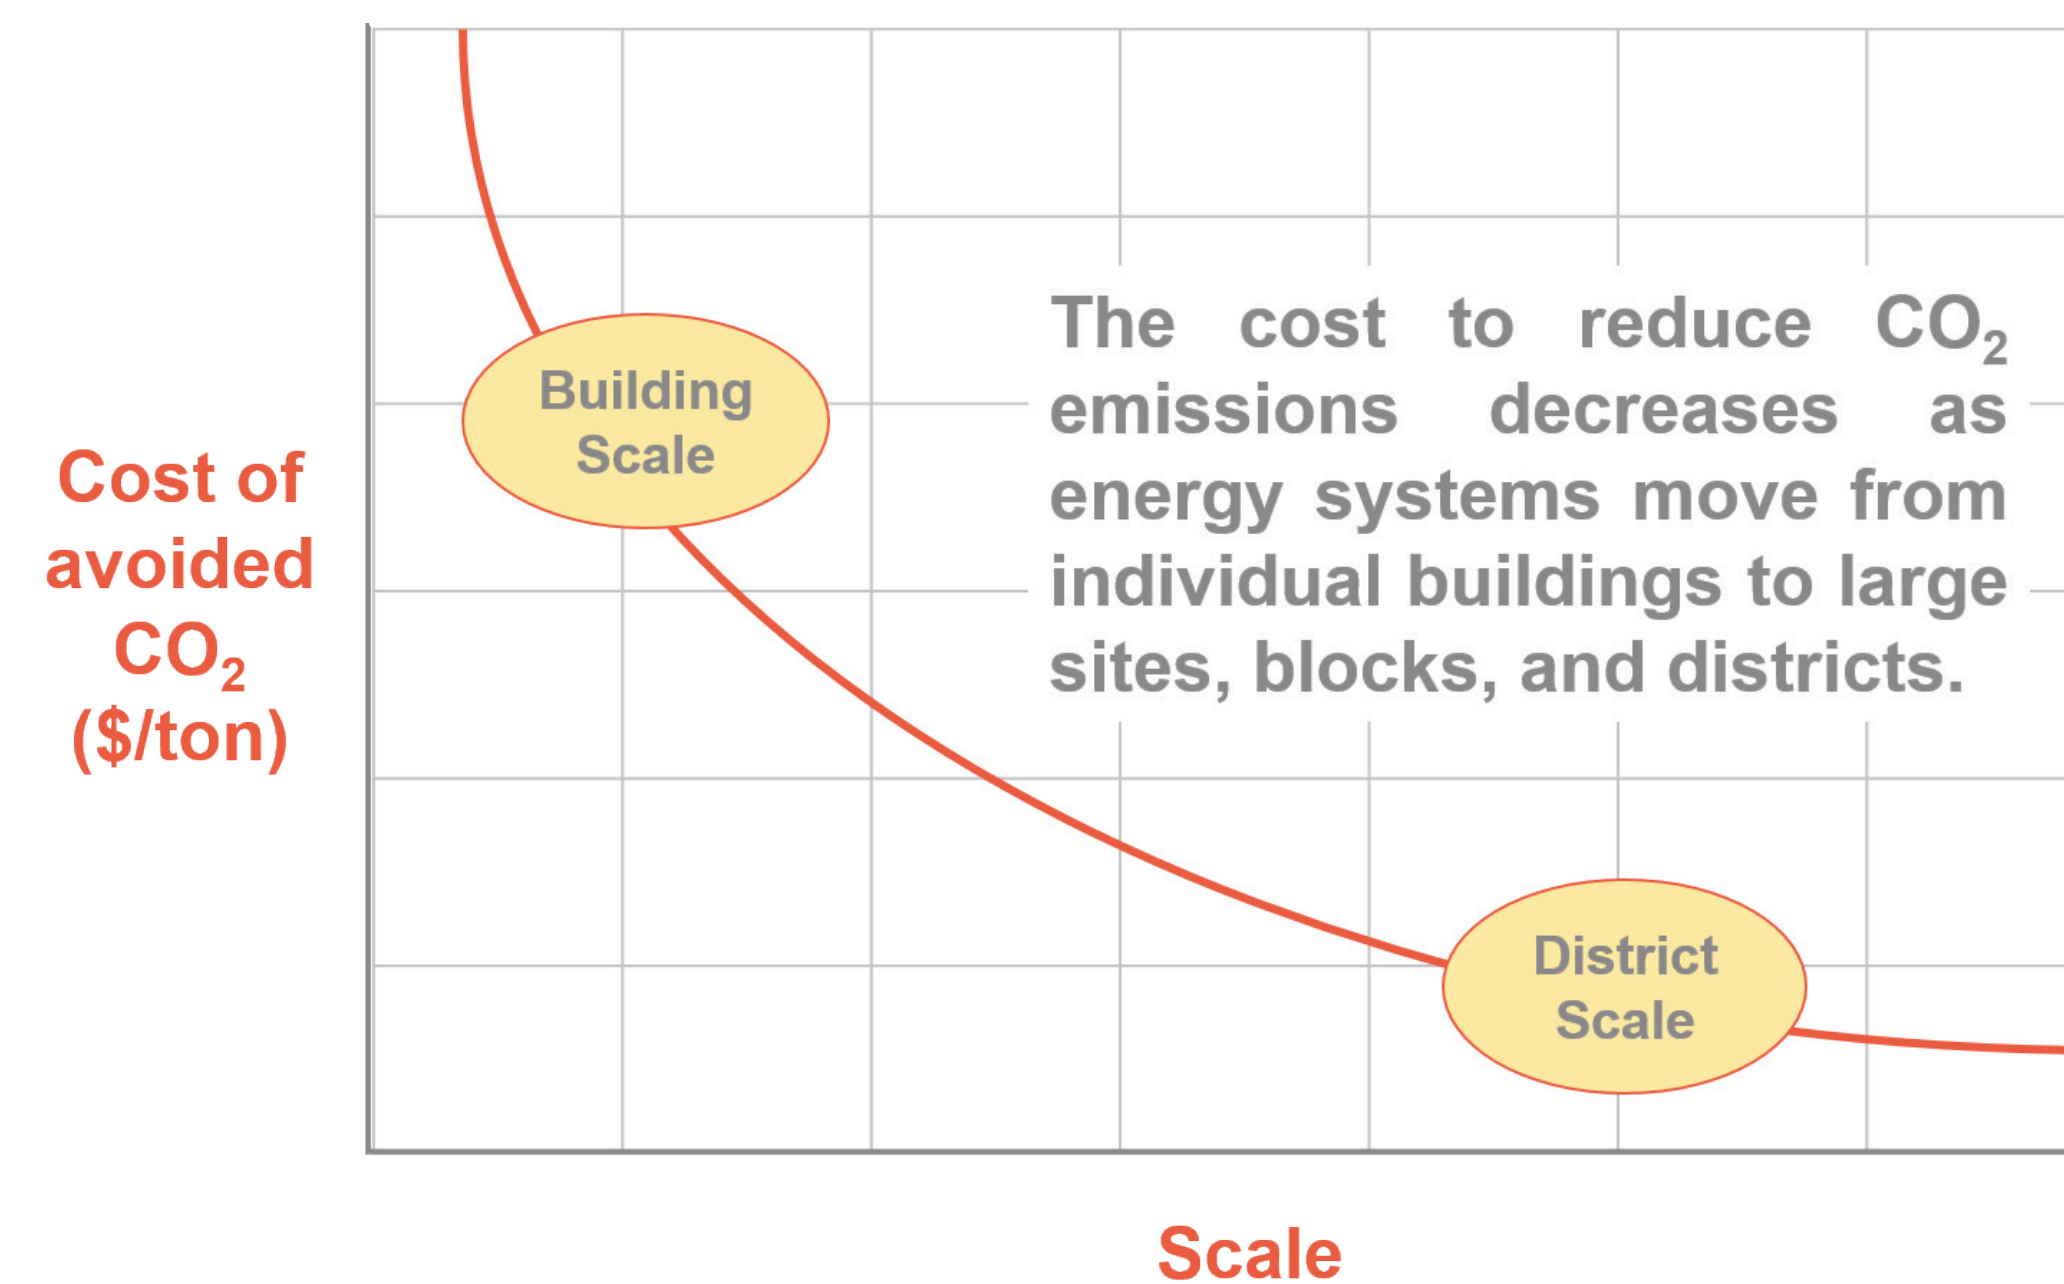 Building
Scale
The cost to reduce CO₂
emissions decreases as
energy systems move from
individual buildings to large
sites, blocks, and districts.
Cost of
avoided
CO₂
($/ton)
District
Scale
Scale